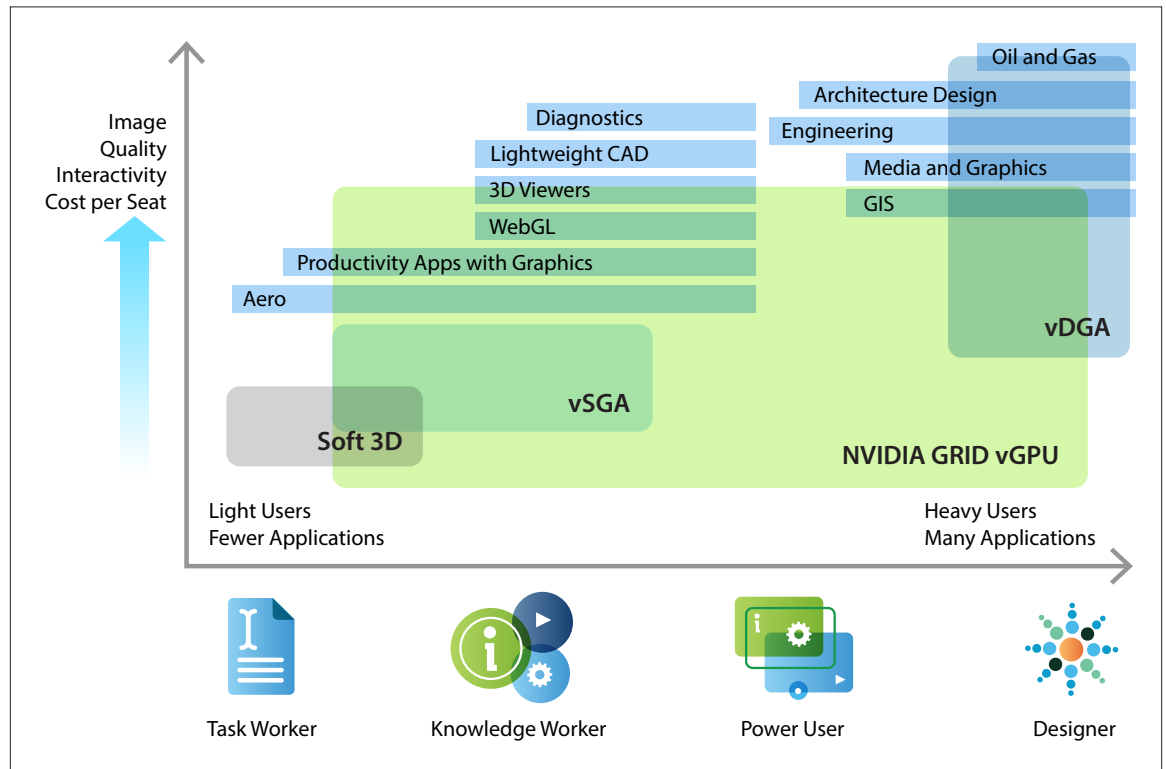 Image
Quality
Interactivity
Cost per Seat
Oil and Gas
Architecture Design
Diagnostics
Engineering
Lightweight CAD
Media and Graphics
3D Viewers
GIS
WebGL
Productivity Apps with Graphics
Aero
vDGA
vSGA
Soft 3D
NVIDIA GRID vGPU
Light Users
Fewer Applications
Heavy Users
Many Applications
Task Worker
Knowledge Worker
Power User
Designer